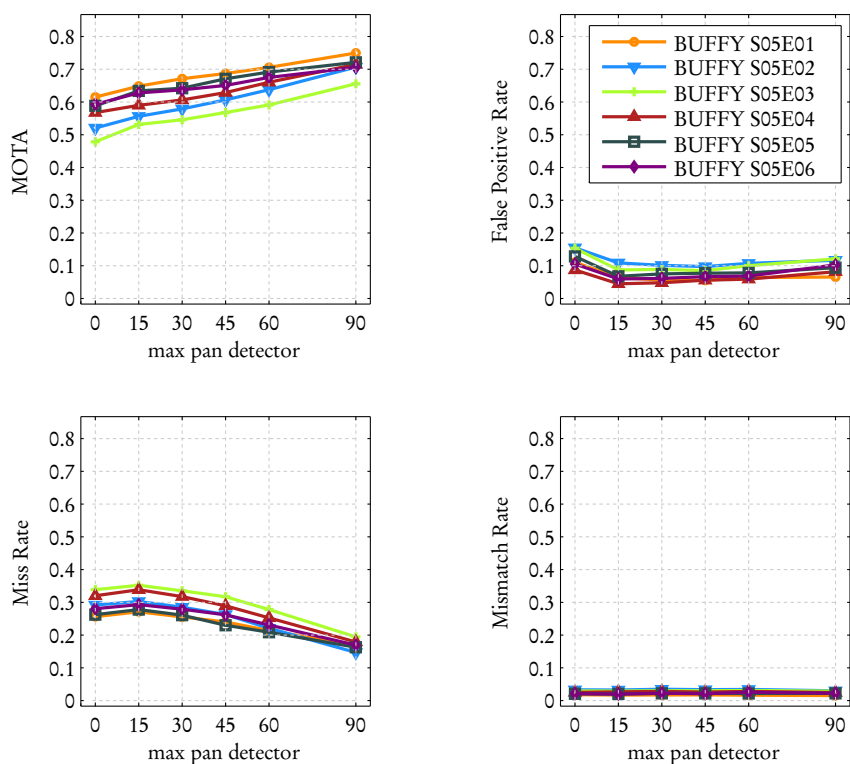 0.8
0.7
0.6
0.5
0.4
0.3
0.2
0.1
0
MOTA
0 15 30 45 60 90
max pan detector
0.8
0.7
0.6
0.5
0.4
0.3
0.2
0.1
0
False Positive Rate
BUFFY S05E01
BUFFY S05E02
BUFFY S05E03
BUFFY S05E04
BUFFY S05E05
BUFFY S05E06
0 15 30 45 60 90
max pan detector
0.8
0.7
0.6
0.5
0.4
0.3
0.2
0.1
0
Miss Rate
0 15 30 45 60 90
max pan detector
0.8
0.7
0.6
0.5
0.4
0.3
0.2
0.1
0
Mismatch Rate
0 15 30 45 60 90
max pan detector